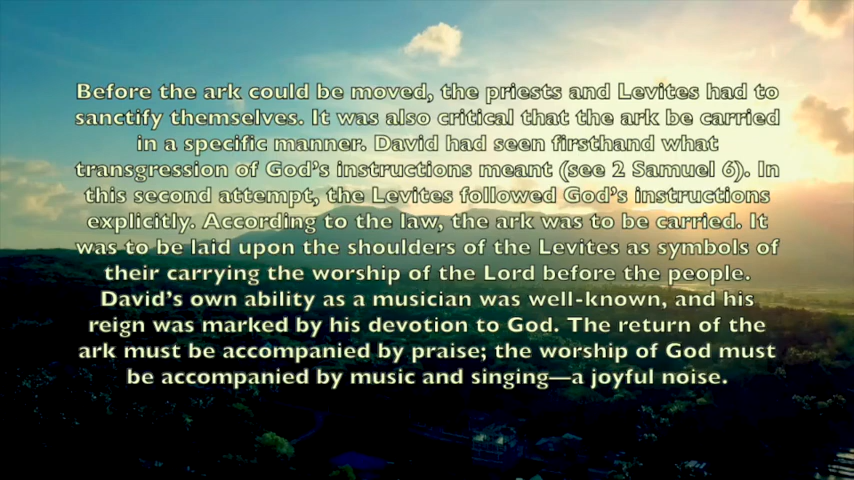 Before the ark could be moved, the priests and Levites had to
sanctify themselves. It was also critical that the ark be carried
in a specific manner. David had seen firsthand what
transgression of God's instructions meant (see 2 Samuel 6). In
this second attempt, the Levites followed God's instructions
explicitly. According to the law, the ark was to be carried. It
was to be laid upon the shoulders of the Levites as symbols of
their carrying the worship of the Lord before the people.
David's own ability as a musician was well-known, and his
reign was marked by his devotion to God. The return of the
ark must be accompanied by praise; the worship of God must
be accompanied by music and singing—a joyful noise.